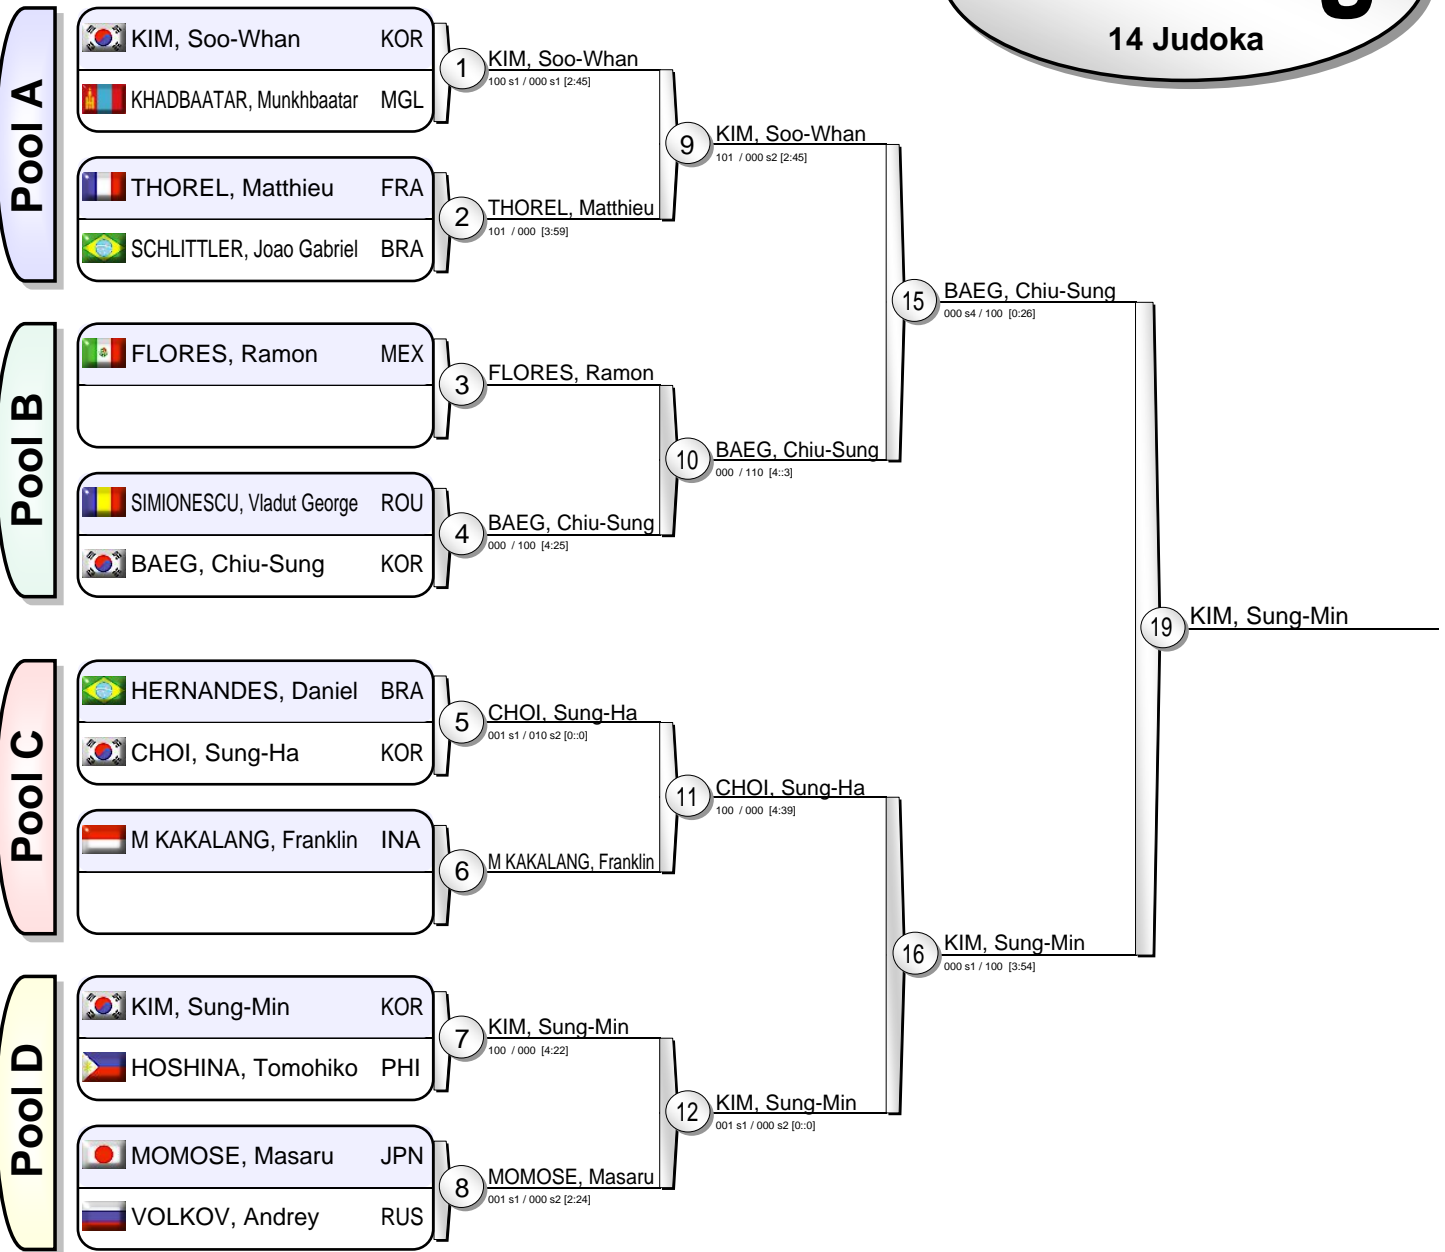 14 Judoka
Pool A
KIM, Soo-Whan KOR
KHADBAATAR, Munkhbaatar MGL
1
KIM, Soo-Whan
100 s1 / 000 s1 [2:45]
THOREL, Matthieu FRA
SCHLITTLER, Joao Gabriel BRA
2
THOREL, Matthieu
101 / 000 [3:59]
9
KIM, Soo-Whan
101 / 000 s2 [2:45]
Pool B
FLORES, Ramon MEX
3
FLORES, Ramon
SIMIONESCU, Vladut George ROU
BAEG, Chiu-Sung KOR
4
BAEG, Chiu-Sung
000 / 100 [4:25]
10
BAEG, Chiu-Sung
000 / 110 [4::3]
15
BAEG, Chiu-Sung
000 s4 / 100 [0:26]
Pool C
HERNANDES, Daniel BRA
CHOI, Sung-Ha KOR
5
CHOI, Sung-Ha
001 s1 / 010 s2 [0::0]
M KAKALANG, Franklin INA
6
M KAKALANG, Franklin
11
CHOI, Sung-Ha
100 / 000 [4:39]
Pool D
KIM, Sung-Min KOR
HOSHINA, Tomohiko PHI
7
KIM, Sung-Min
100 / 000 [4:22]
MOMOSE, Masaru JPN
VOLKOV, Andrey RUS
8
MOMOSE, Masaru
001 s1 / 000 s2 [2:24]
12
KIM, Sung-Min
001 s1 / 000 s2 [0::0]
16
KIM, Sung-Min
000 s1 / 100 [3:54]
19
KIM, Sung-Min